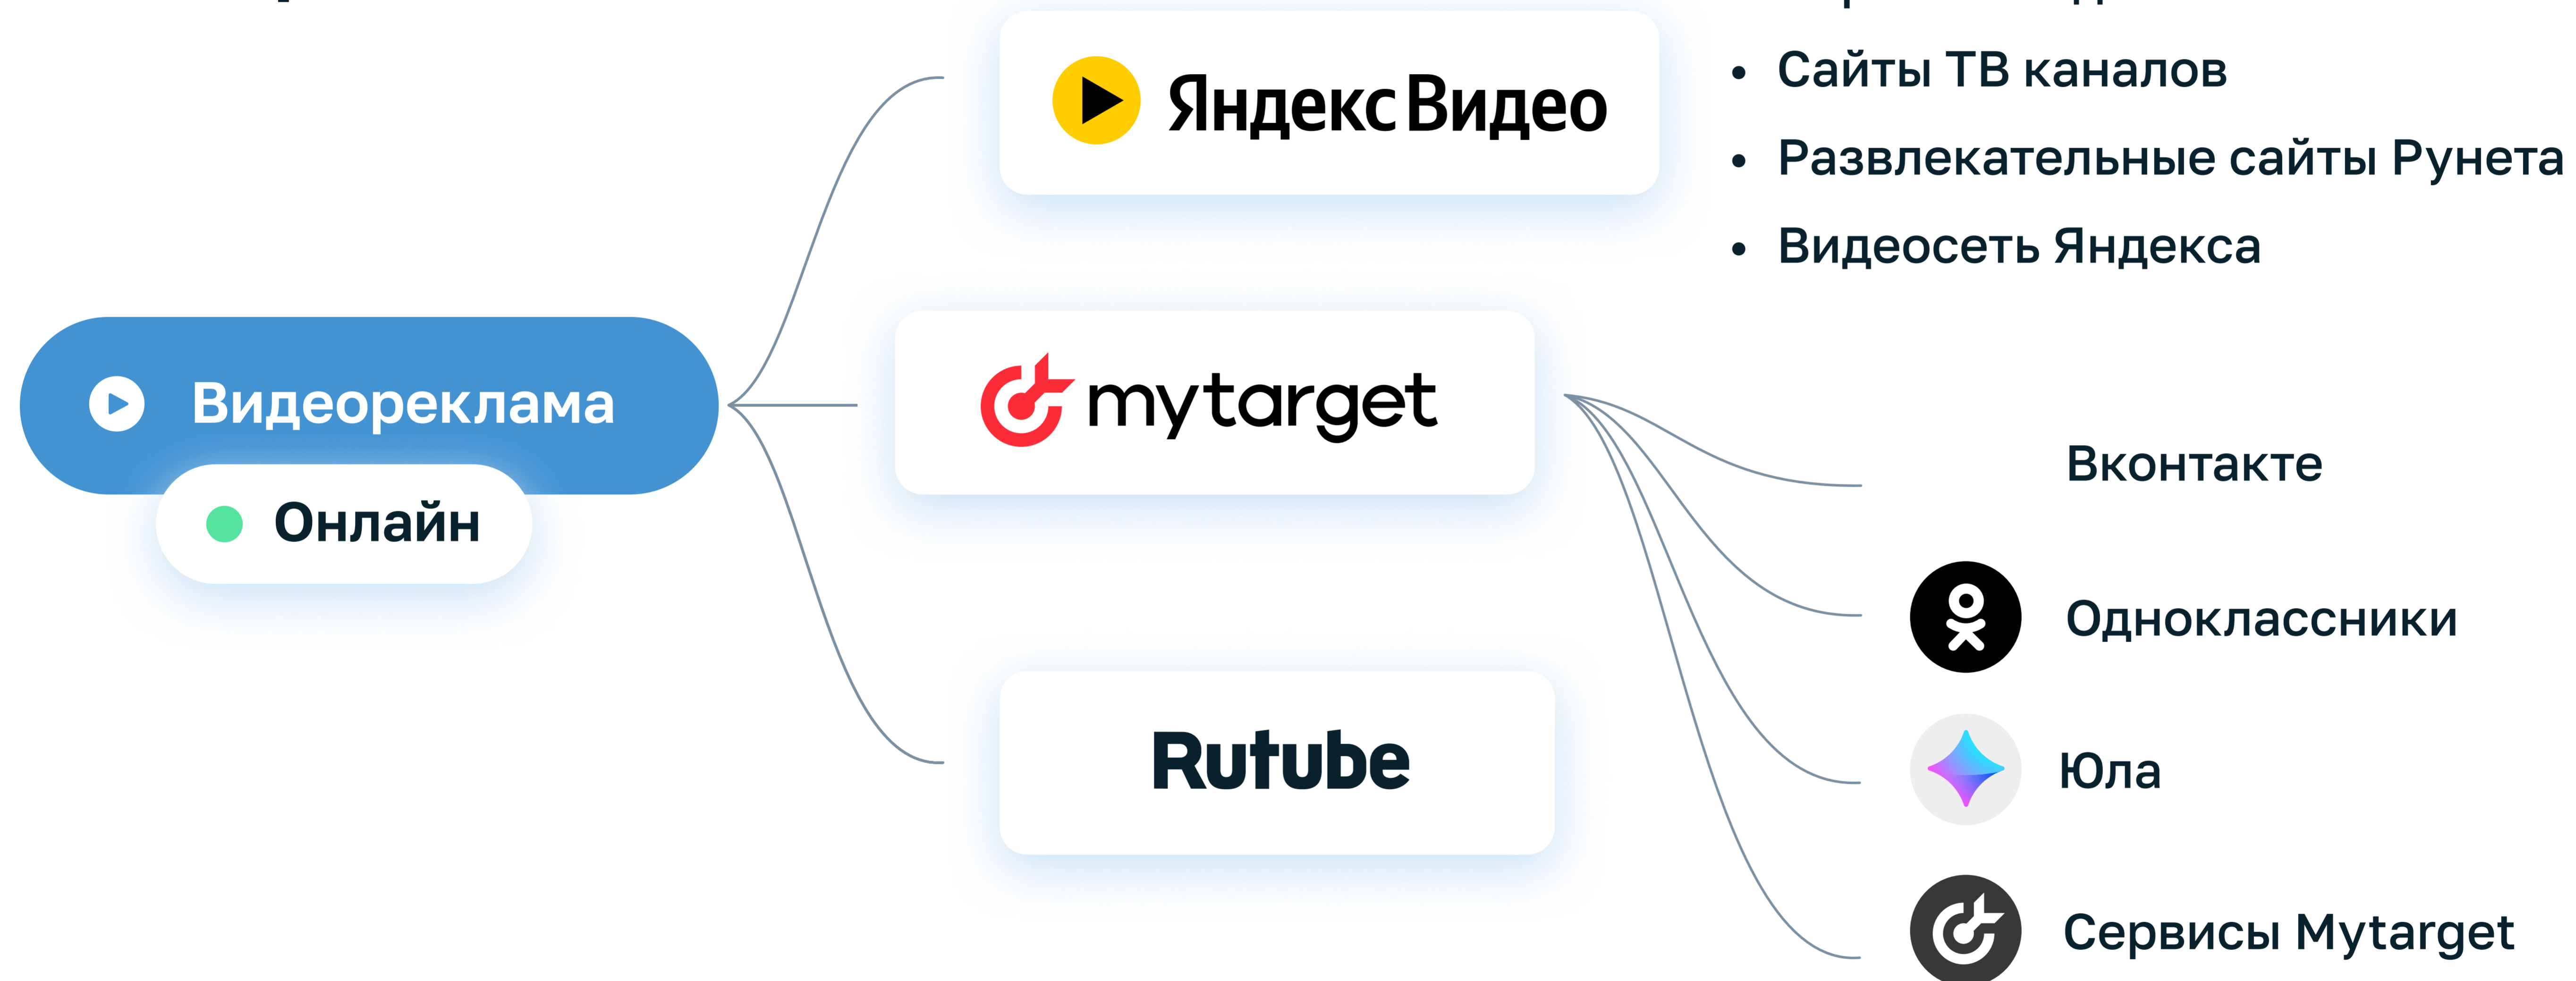 Яндекс Видео
• Сайты ТВ каналов
• Развлекательные сайты Рунета
• Видеосеть Яндекса
Видеореклама
Онлайн
mytarget
Вконтакте
Одноклассники
Юла
Сервисы Mytarget
Rutube